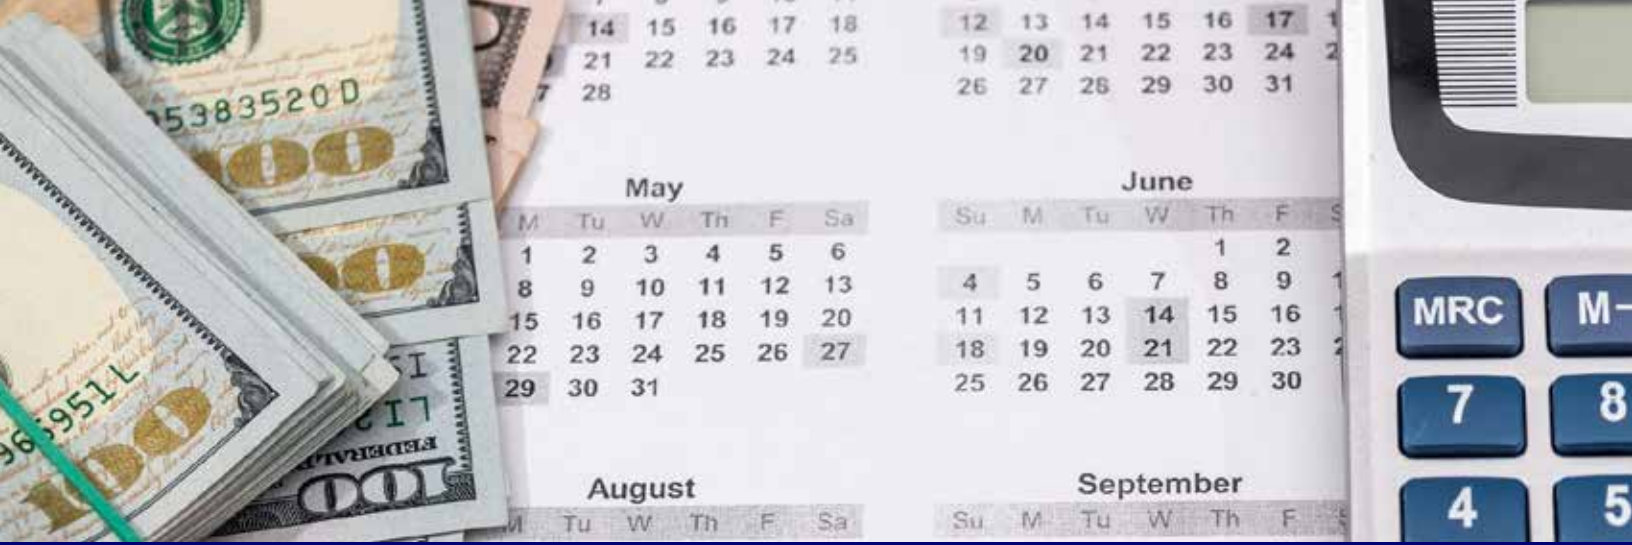 14 15 16 17 18
21 22 23 24 25
28
12 13 14 15 16 17
19 20 21 22 23 24
26 27 28 29 30 31
5383520 D
100
May
M Tu W Th F Sa
1 2 3 4 5 6
8 9 10 11 12 13
15 16 17 18 19 20
22 23 24 25 26 27
29 30 31
June
Su M Tu W Th F S
1 2
4 5 6 7 8 9
11 12 13 14 15 16
18 19 20 21 22 23
25 26 27 28 29 30
August
M Tu W Th F Sa
September
Su M Tu W Th F
MRC M-
7 8
4 5
6951 L
100
100